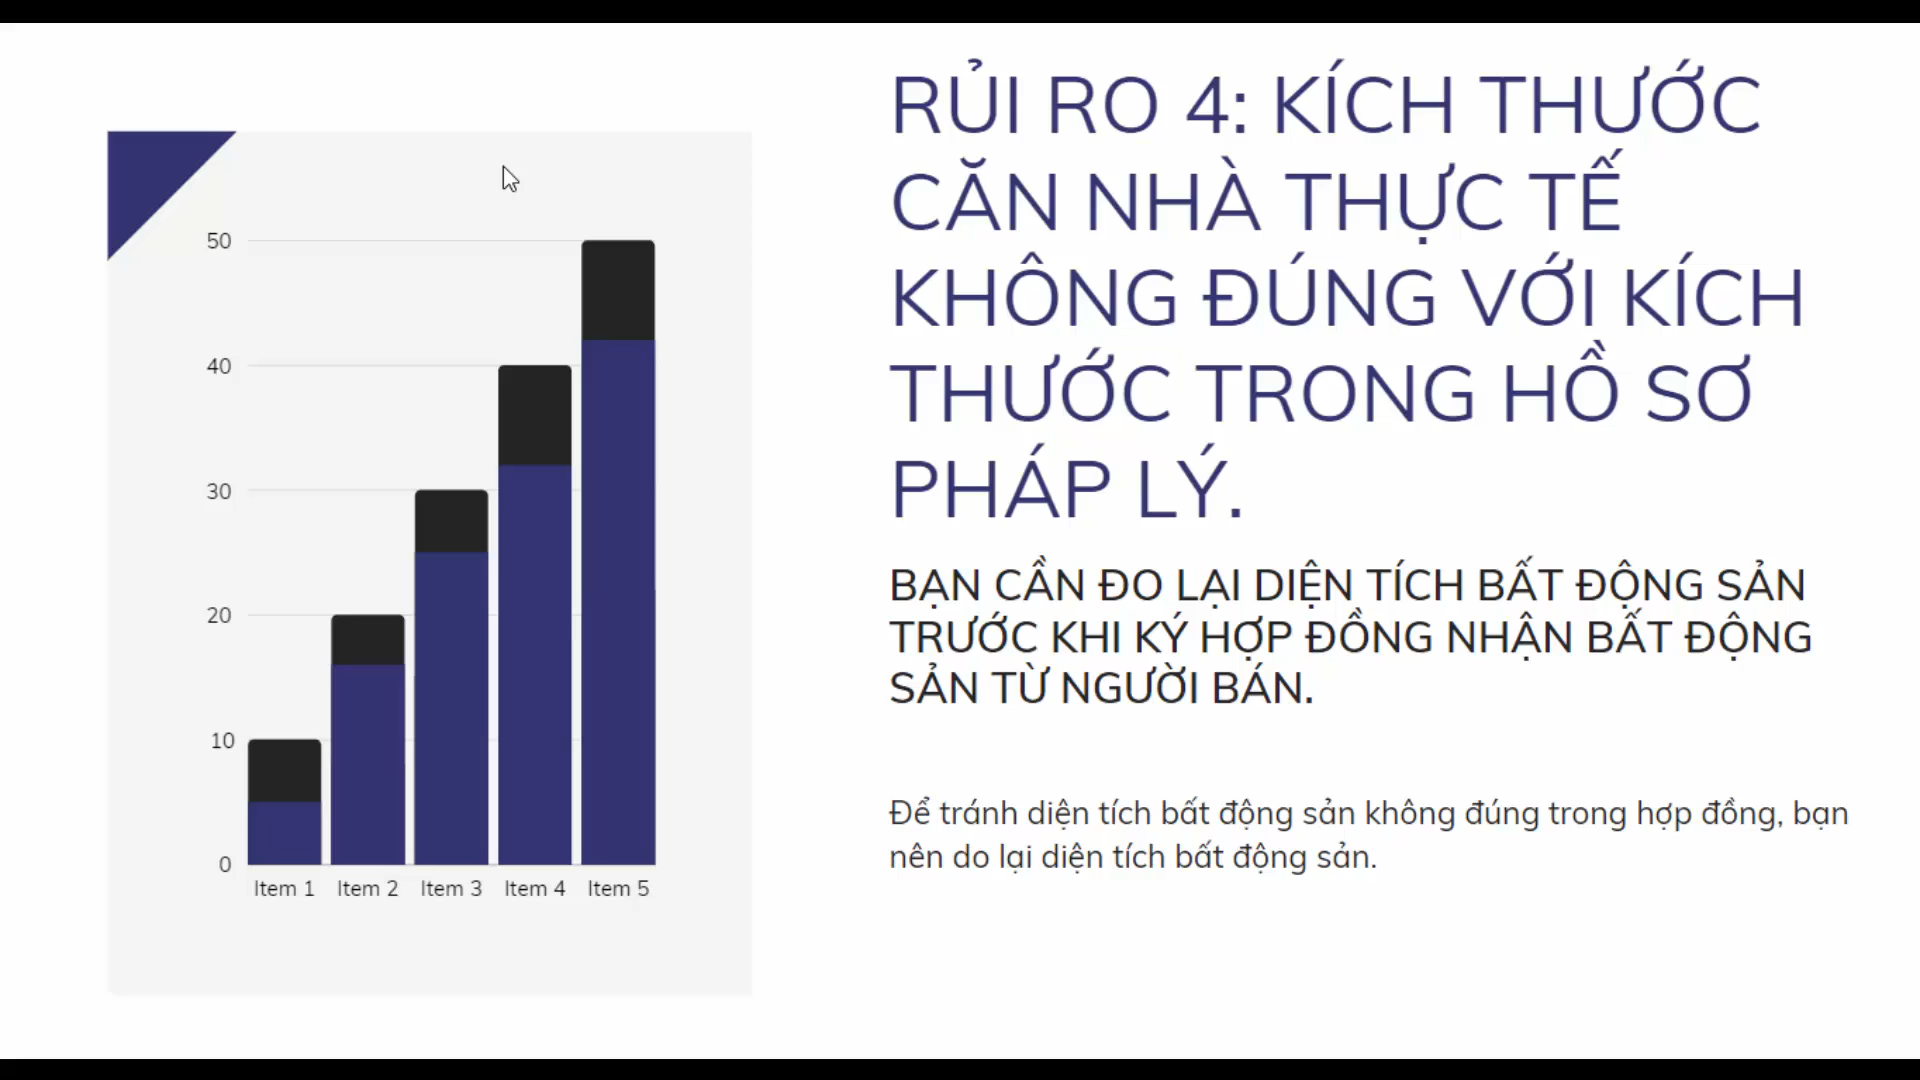 RỦI RO 4: KÍCH THƯỚC
CĂN NHÀ THỰC TẾ
KHÔNG ĐÚNG VỚI KÍCH
THƯỚC TRONG HỒ SƠ
PHÁP LÝ.
BẠN CẦN ĐO LẠI DIỆN TÍCH BẤT ĐỘNG SẢN
TRƯỚC KHI KÝ HỢP ĐỒNG NHẬN BẤT ĐỘNG
SẢN TỪ NGƯỜI BÁN.
Để tránh diện tích bất động sản không đúng trong hợp đồng, bạn
nên do lại diện tích bất động sản.
50
40
30
20
10
0
Item 1 Item 2 Item 3 Item 4 Item 5